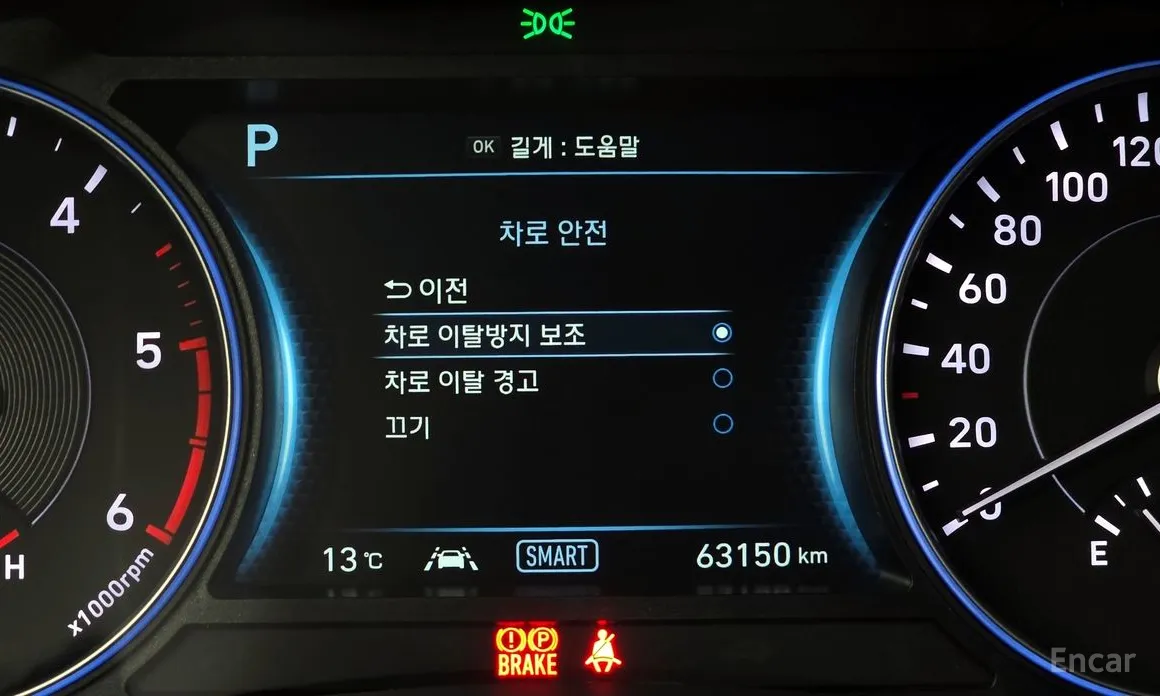 P
OK 길게 : 도움말
차로 안전
이전
차로 이탈방지 보조
차로 이탈 경고
끄기
13 ℃
SMART
63150 km
4
5
6
H
x1000rpm
120
100
80
60
40
20
0
E
BRAKE
Encar